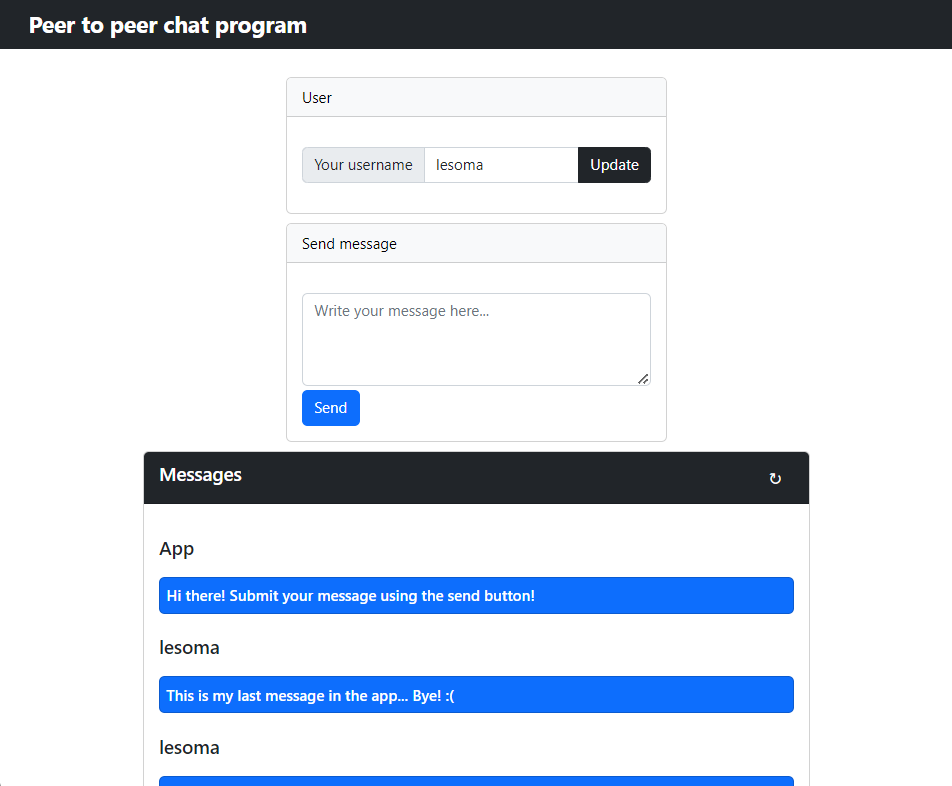 Peer to peer chat program
User
Your username lesoma Update
Send message
Write your message here...
Send
Messages ↻
App
Hi there! Submit your message using the send button!
lesoma
This is my last message in the app... Bye! :(
lesoma